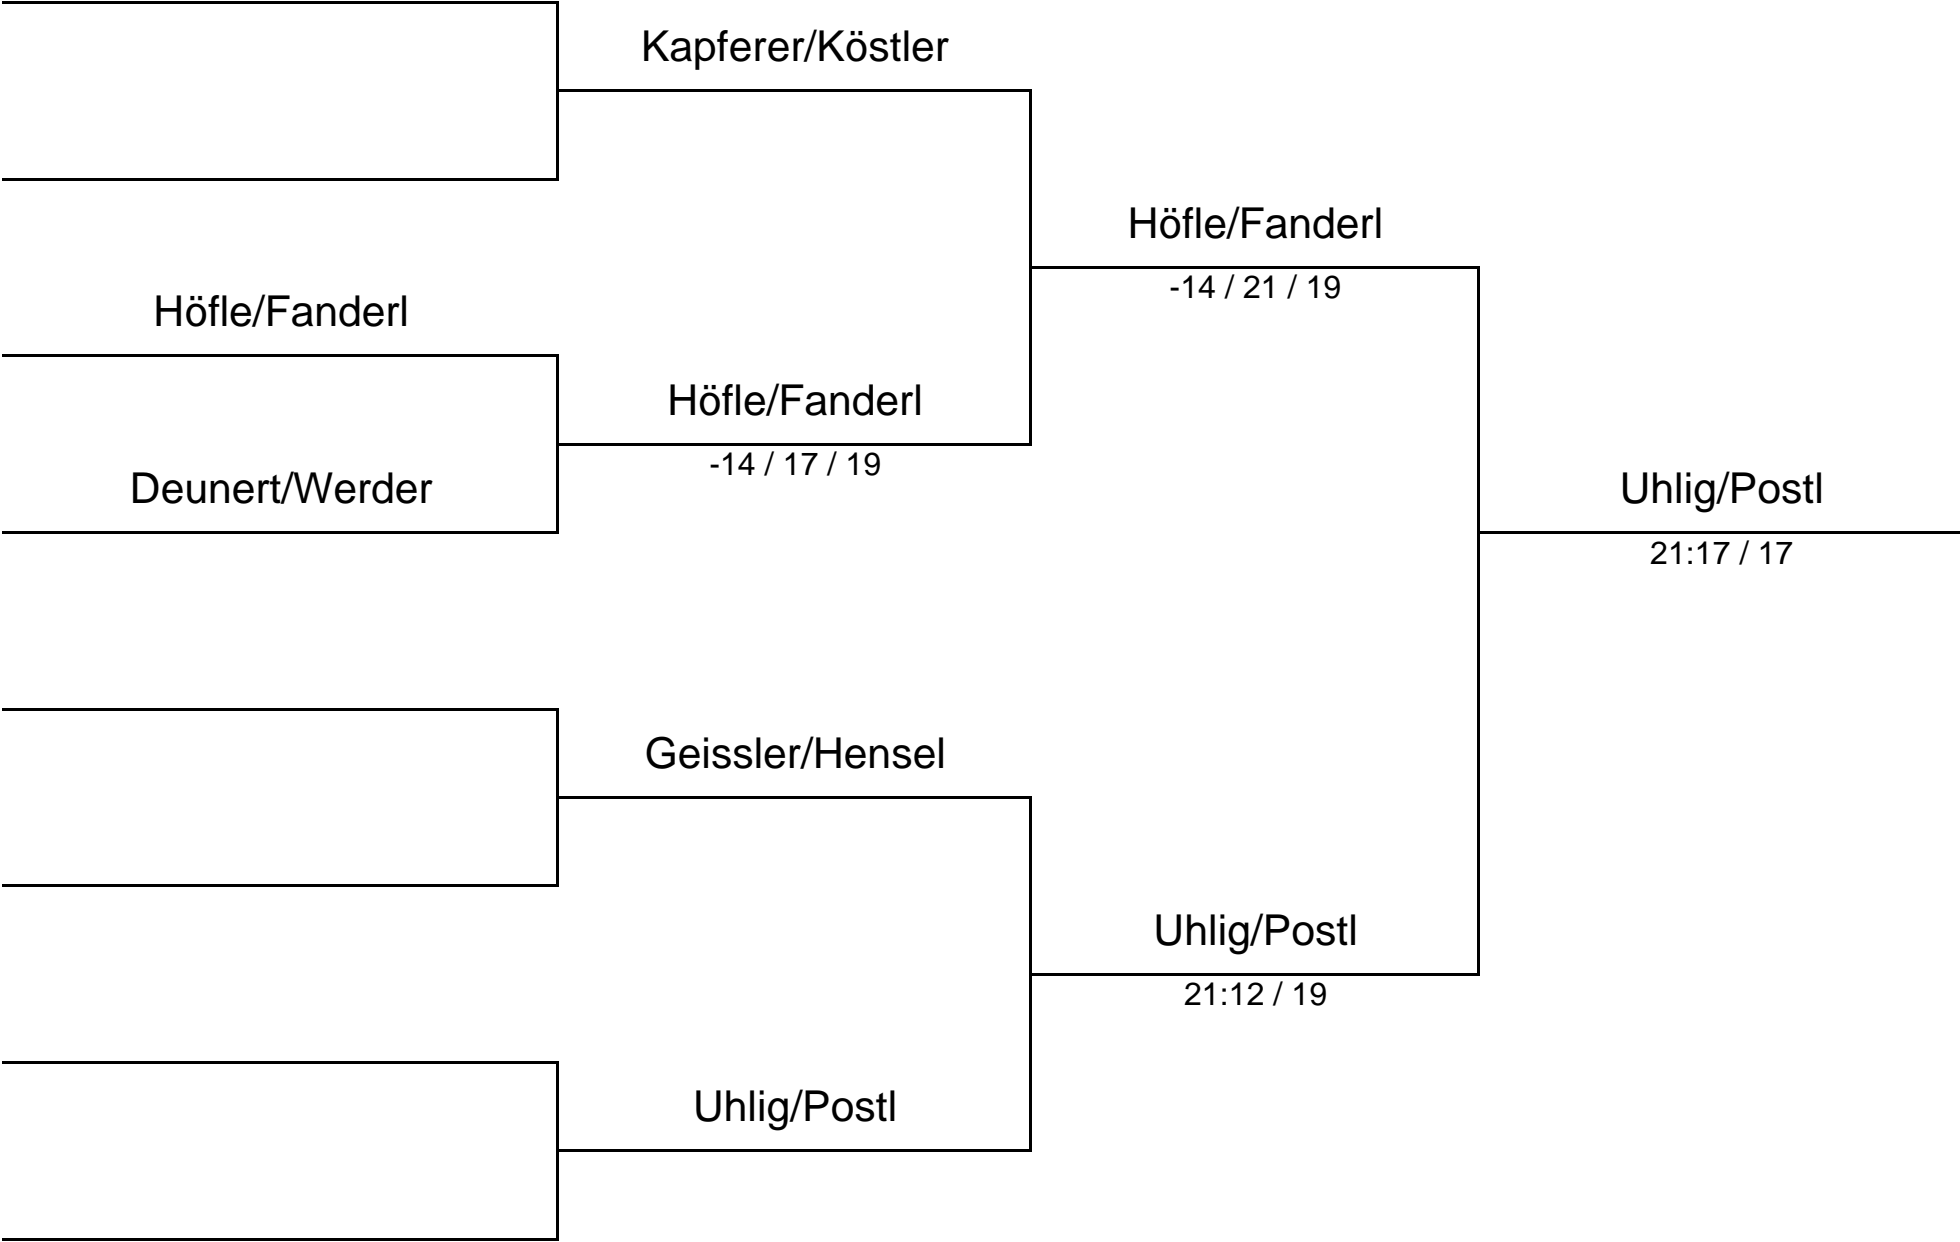 Kapferer/Köstler
Höfle/Fanderl
-14 / 21 / 19
Höfle/Fanderl
Höfle/Fanderl
-14 / 17 / 19
Deunert/Werder
Uhlig/Postl
21:17 / 17
Geissler/Hensel
Uhlig/Postl
21:12 / 19
Uhlig/Postl